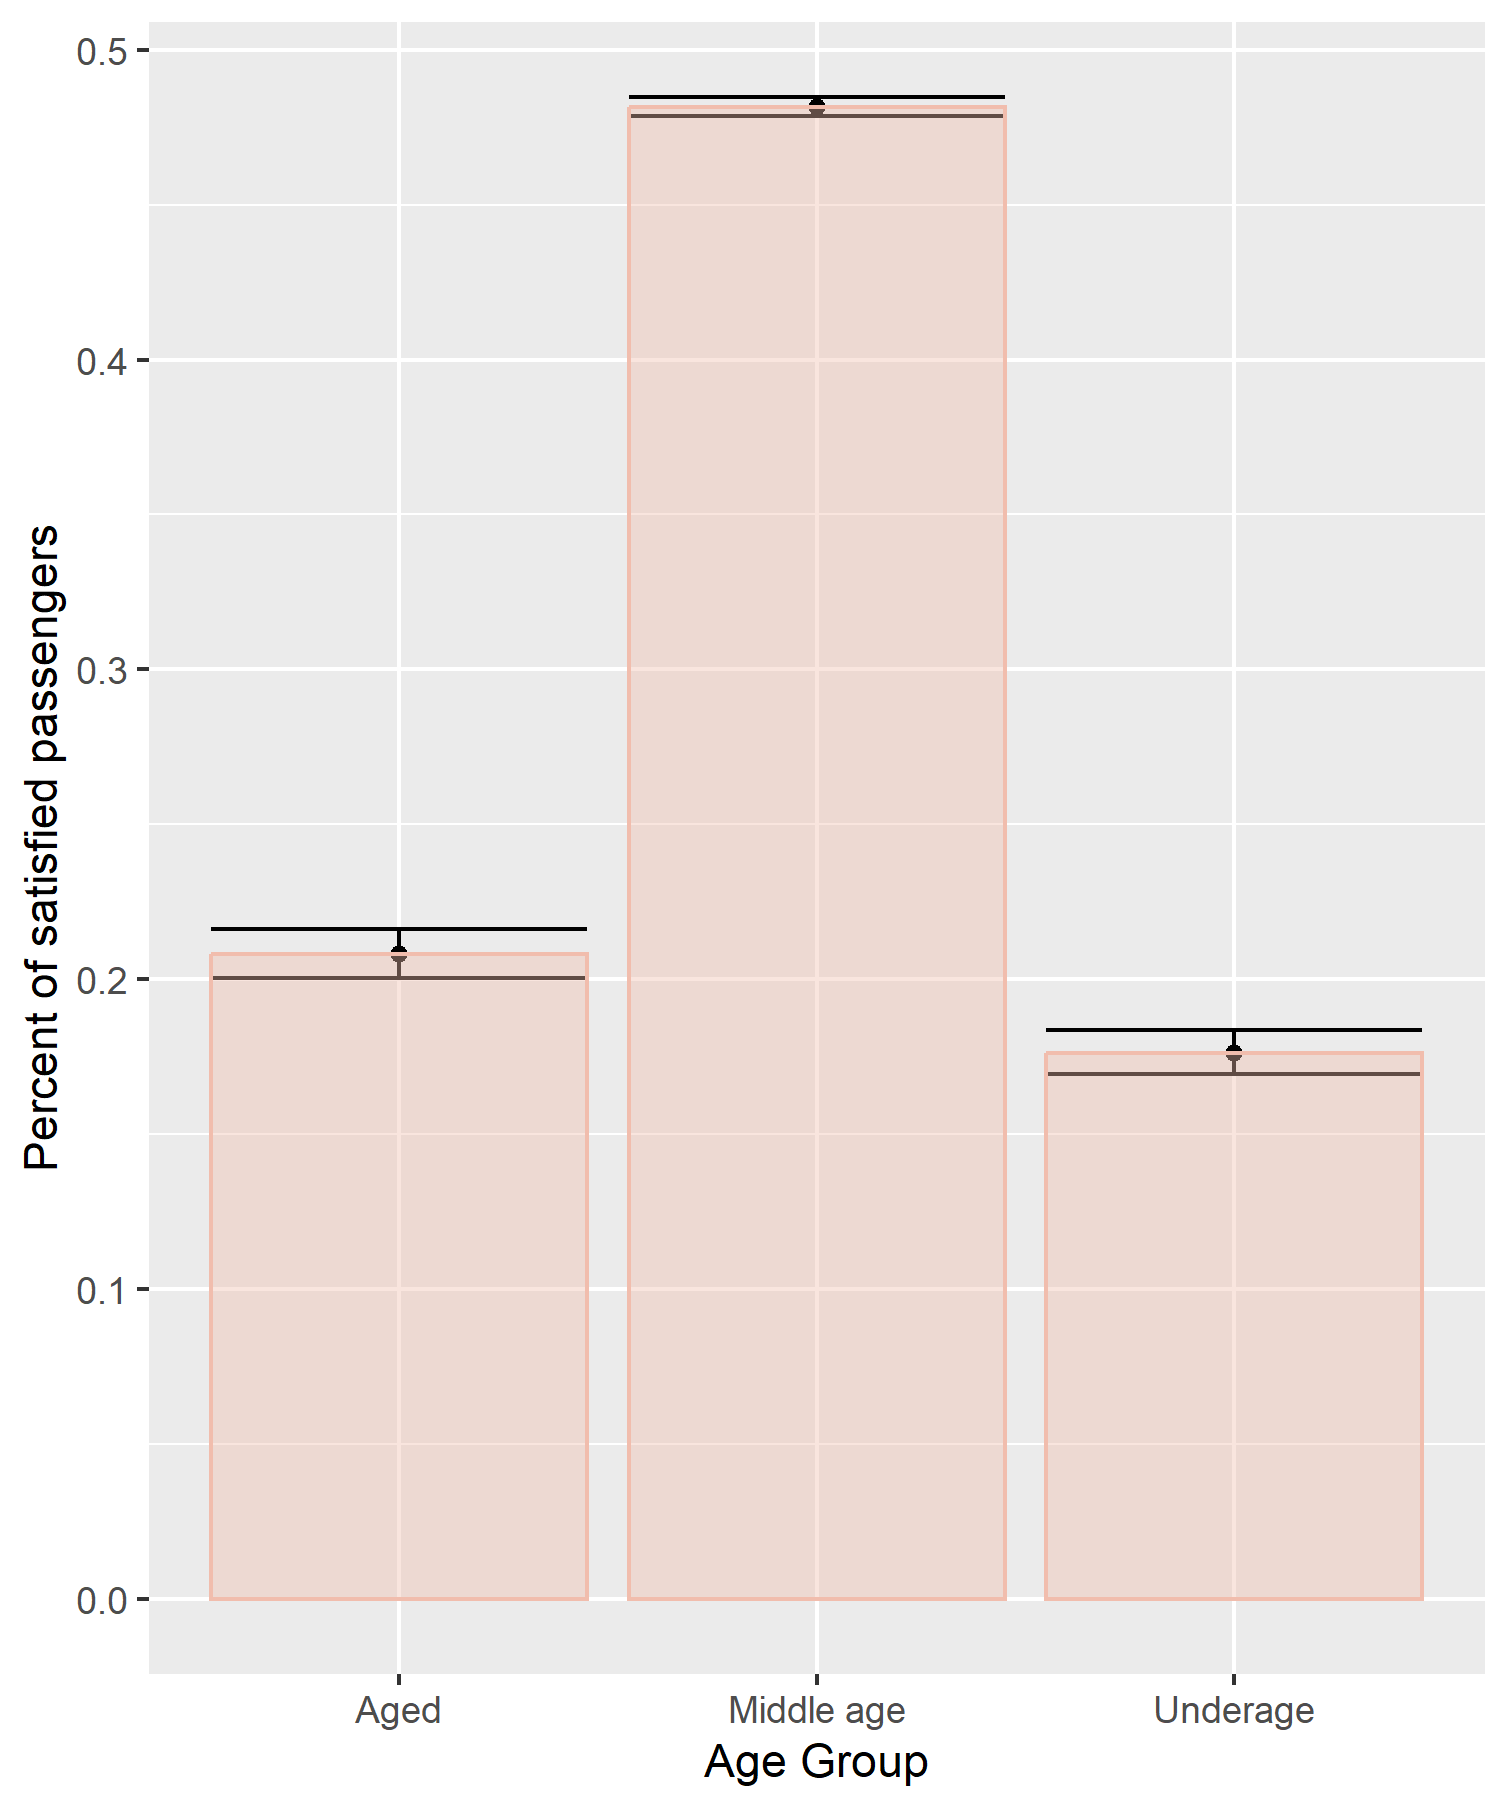 Percent of satisfied passengers
0.5
0.4
0.3
0.2
0.1
0.0
Aged
Middle age
Underage
Age Group